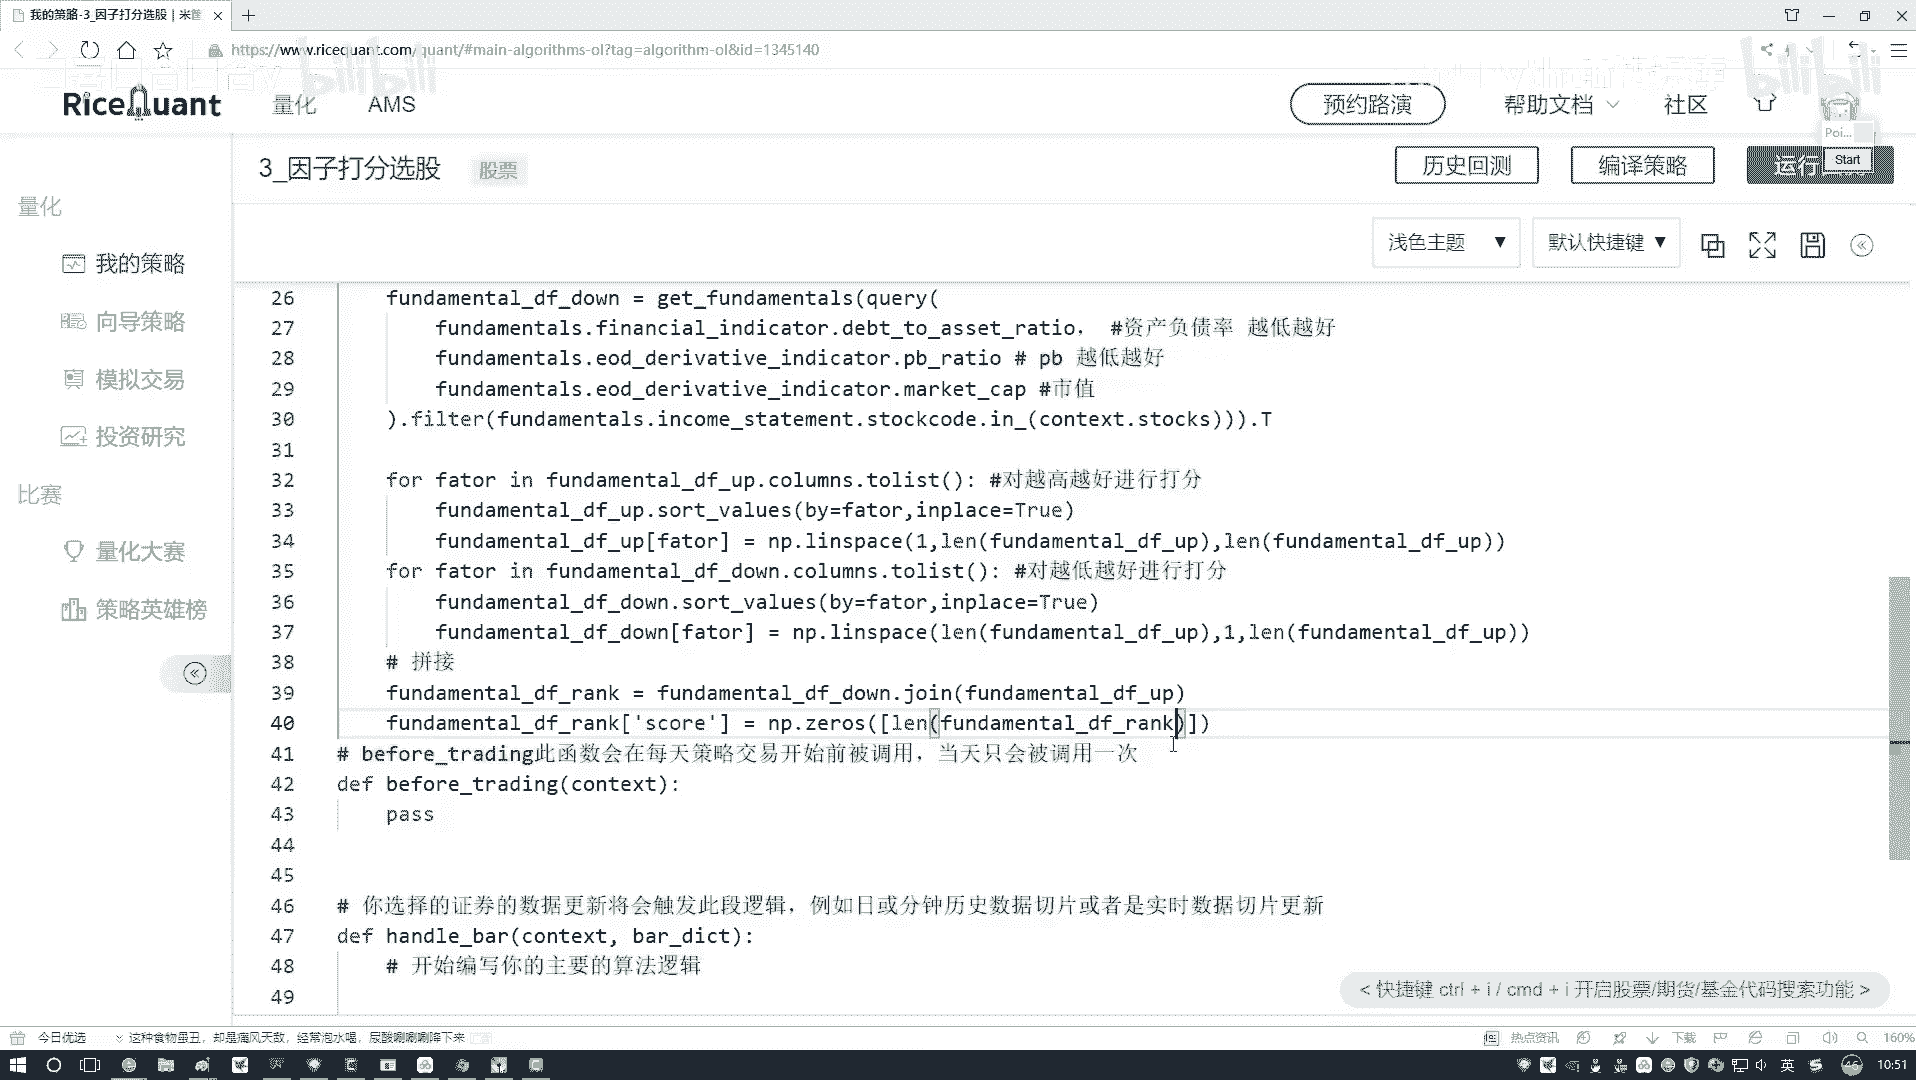 我的策略-3_因子打分选股 | 米筐
https://www.ricequant.com/quant/#main-algorithms-ol?tag=algorithm-ol&id=1345140
bilibili
bilibili
RiceQuant
量化
AMS
预约路演
帮助文档
社区
Poi...
Start
3_因子打分选股
股票
历史回测
编译策略
运行
量化
我的策略
向导策略
模拟交易
投资研究
比赛
量化大赛
策略英雄榜
浅色主题 ▼
默认快捷键 ▼
26 fundamental_df_down = get_fundamentals(query(
27 fundamentals.financial_indicator.debt_to_asset_ratio， #资产负债率 越低越好
28 fundamentals.eod_derivative_indicator.pb_ratio # pb 越低越好
29 fundamentals.eod_derivative_indicator.market_cap #市值
30 ).filter(fundamentals.income_statement.stockcode.in_(context.stocks))).T
31
32 for fator in fundamental_df_up.columns.tolist(): #对越高越好进行打分
33 fundamental_df_up.sort_values(by=fator,inplace=True)
34 fundamental_df_up[fator] = np.linspace(1,len(fundamental_df_up),len(fundamental_df_up))
35 for fator in fundamental_df_down.columns.tolist(): #对越低越好进行打分
36 fundamental_df_down.sort_values(by=fator,inplace=True)
37 fundamental_df_down[fator] = np.linspace(len(fundamental_df_up),1,len(fundamental_df_up))
38 # 拼接
39 fundamental_df_rank = fundamental_df_down.join(fundamental_df_up)
40 fundamental_df_rank['score'] = np.zeros([len(fundamental_df_rank)])
41 # before_trading此函数会在每天策略交易开始前被调用，当天只会被调用一次
42 def before_trading(context):
43 pass
44
45
46 # 你选择的证券的数据更新将会触发此段逻辑，例如日或分钟历史数据切片或者是实时数据切片更新
47 def handle_bar(context, bar_dict):
48 # 开始编写你的主要的算法逻辑
49
< 快捷键 ctrl + i / cmd + i 开启股票/期货/基金代码搜索功能 >
今日优选
这种食物虽丑，却是痛风天敌，经常泡水喝，尿酸唰唰唰降下来
热点资讯
下载
160%
英
46
10:51